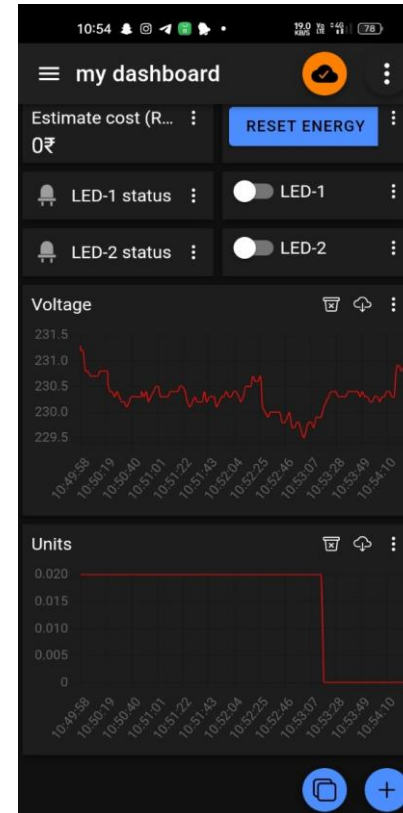 10:54
19.0 KB/S
4G
78
my dashboard
Estimate cost (R...
0₹
RESET ENERGY
LED-1 status
LED-1
LED-2 status
LED-2
Voltage
231.5
231.0
230.5
230.0
229.5
10:49:58 10:50:19 10:50:40 10:51:01 10:51:22 10:51:43 10:52:04 10:52:25 10:52:46 10:53:07 10:53:28 10:53:49 10:54:10
Units
0.020
0.015
0.010
0.005
0
10:49:58 10:50:19 10:50:40 10:51:01 10:51:22 10:51:43 10:52:04 10:52:25 10:52:46 10:53:07 10:53:28 10:53:49 10:54:10